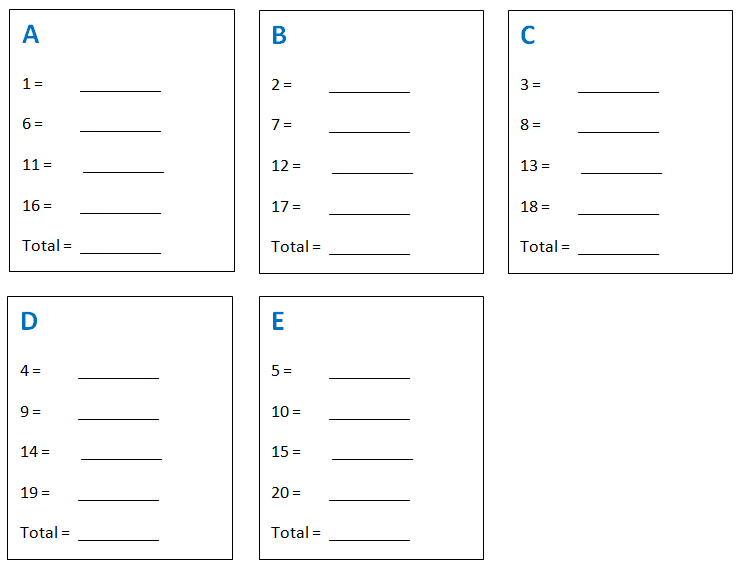 A
1 = __________
6 = __________
11 = __________
16 = __________
Total = __________
B
2 = __________
7 = __________
12 = __________
17 = __________
Total = __________
C
3 = __________
8 = __________
13 = __________
18 = __________
Total = __________
D
4 = __________
9 = __________
14 = __________
19 = __________
Total = __________
E
5 = __________
10 = __________
15 = __________
20 = __________
Total = __________